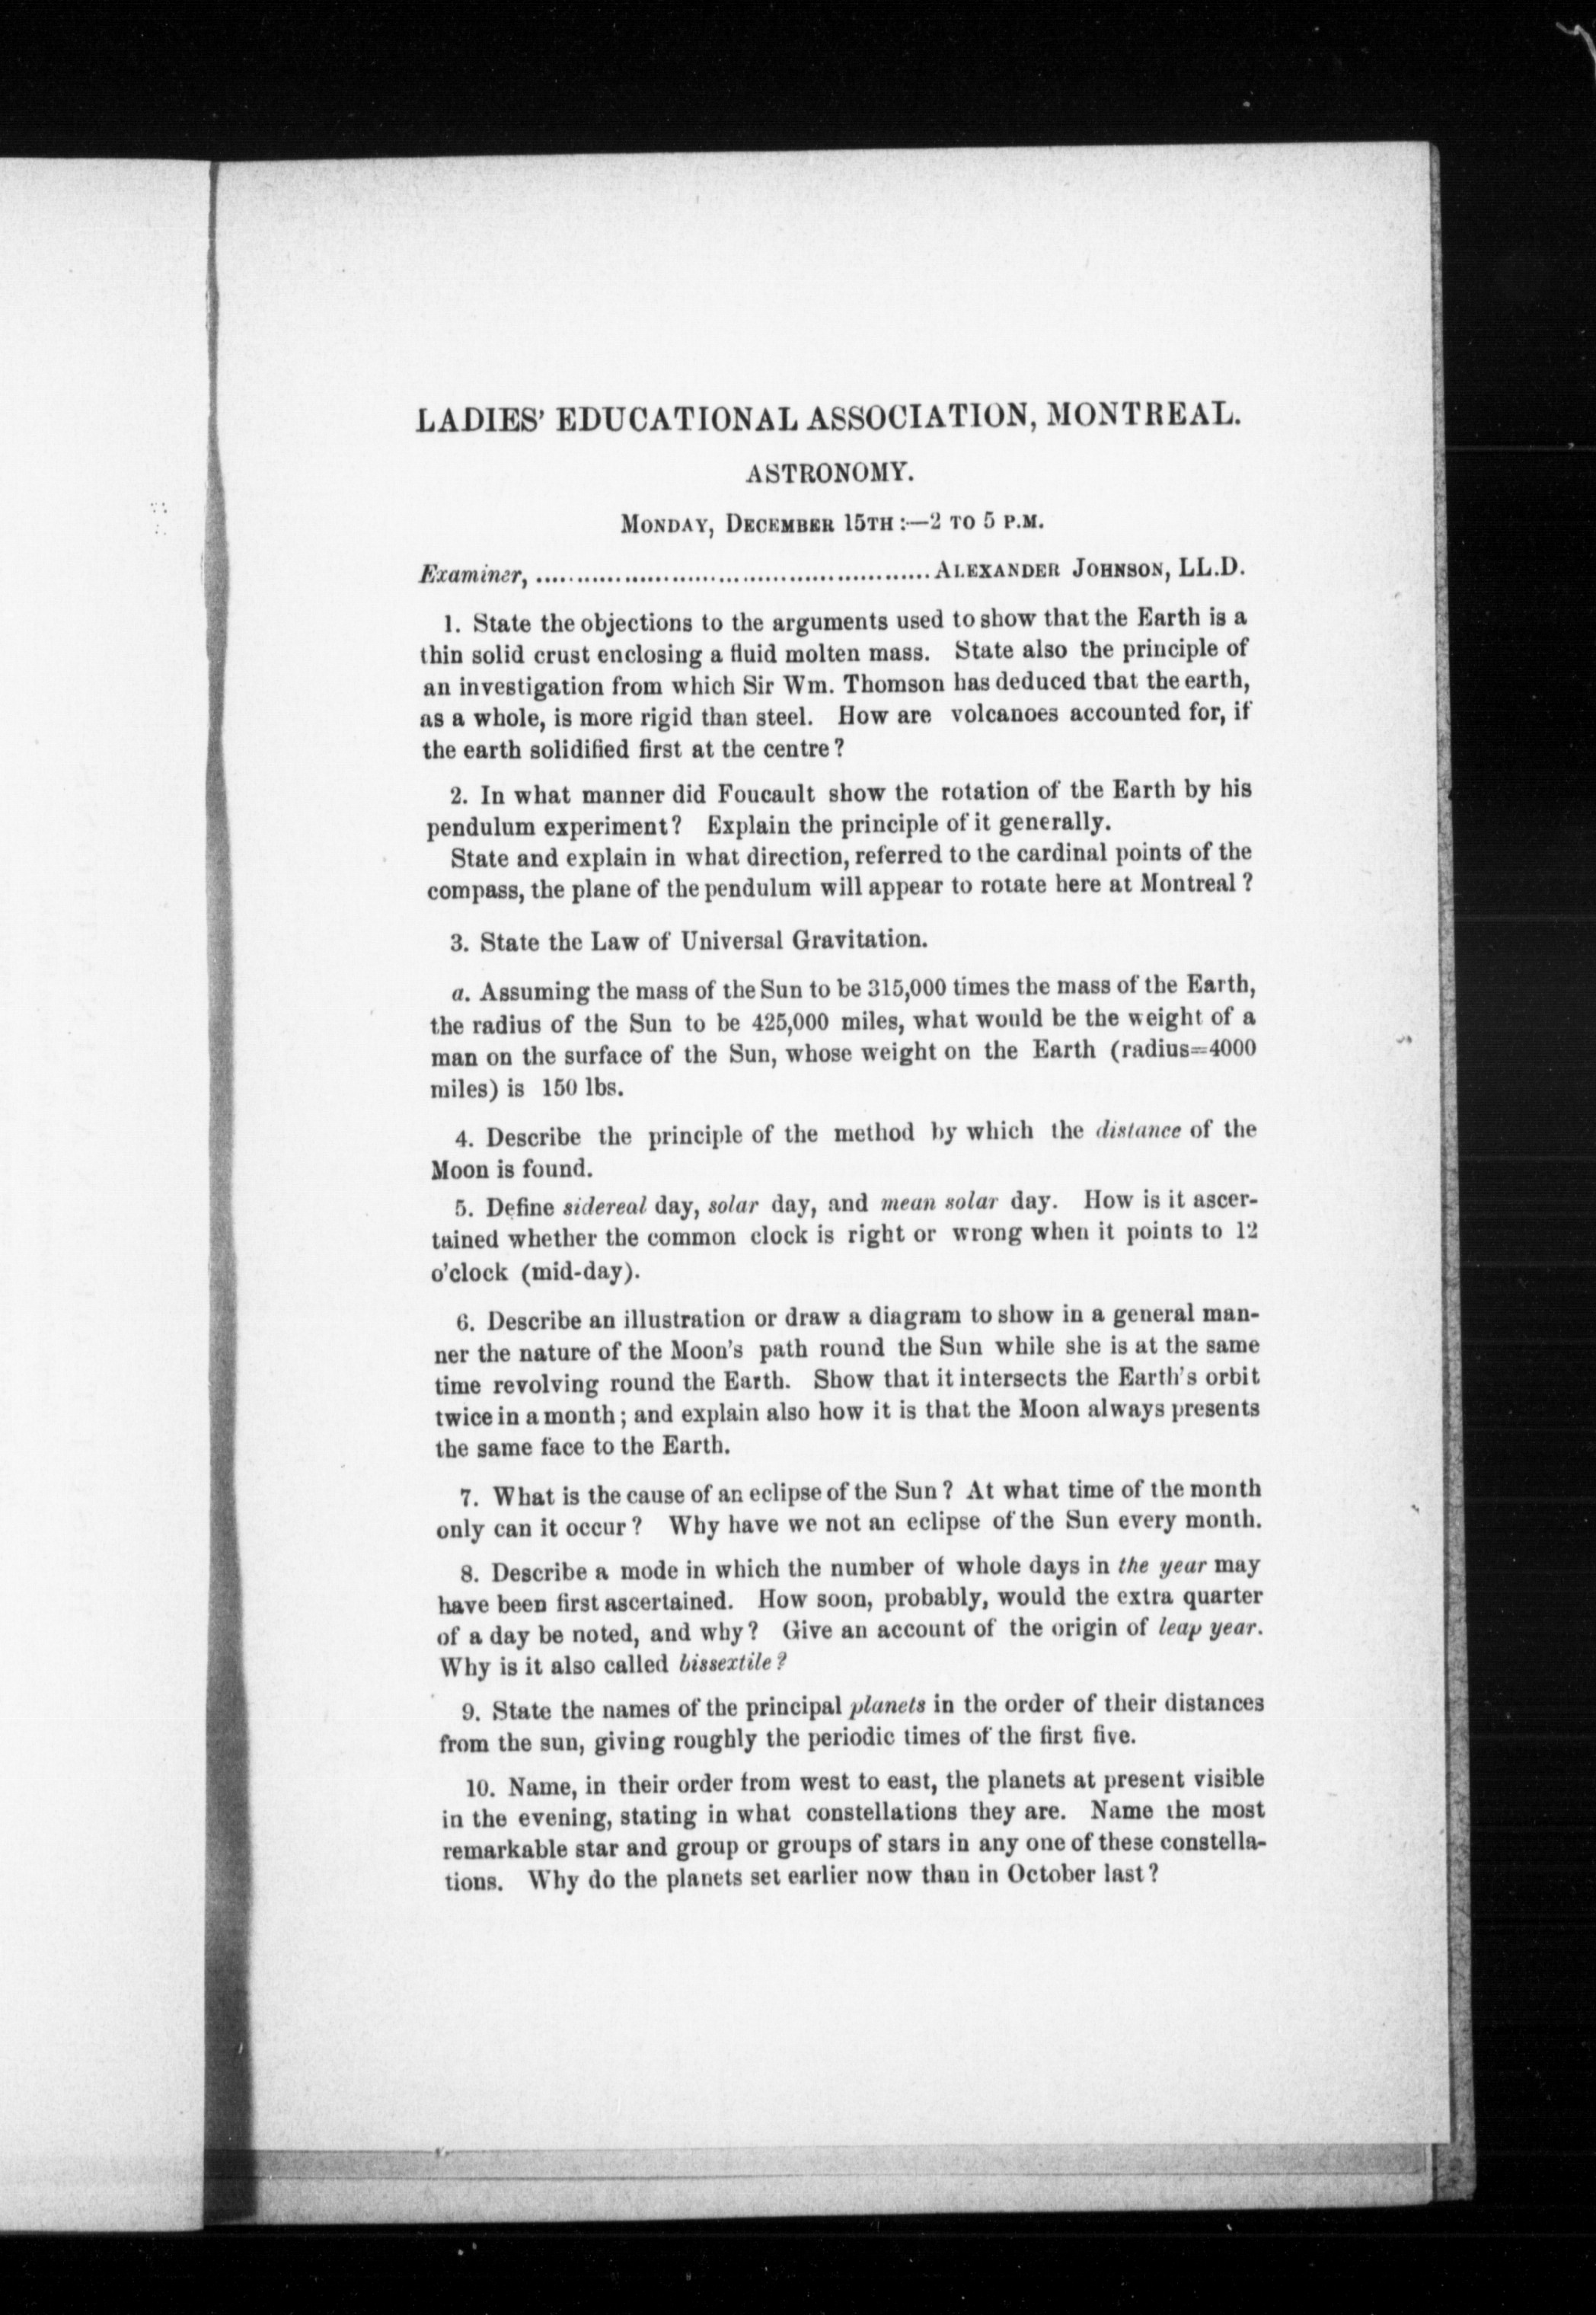 LADIES' EDUCATIONAL ASSOCIATION, MONTREAL.
ASTRONOMY.
MONDAY, DECEMBER 15TH :—2 TO 5 P.M.
Examiner, ..................................................ALEXANDER JOHNSON, LL.D.
1. State the objections to the arguments used to show that the Earth is a
thin solid crust enclosing a fluid molten mass. State also the principle of
an investigation from which Sir Wm. Thomson has deduced that the earth,
as a whole, is more rigid than steel. How are volcanoes accounted for, if
the earth solidified first at the centre?
2. In what manner did Foucault show the rotation of the Earth by his
pendulum experiment? Explain the principle of it generally.
State and explain in what direction, referred to the cardinal points of the
compass, the plane of the pendulum will appear to rotate here at Montreal?
3. State the Law of Universal Gravitation.
a. Assuming the mass of the Sun to be 315,000 times the mass of the Earth,
the radius of the Sun to be 425,000 miles, what would be the weight of a
man on the surface of the Sun, whose weight on the Earth (radius=4000
miles) is 150 lbs.
4. Describe the principle of the method by which the distance of the
Moon is found.
5. Define sidereal day, solar day, and mean solar day. How is it ascer-
tained whether the common clock is right or wrong when it points to 12
o'clock (mid-day).
6. Describe an illustration or draw a diagram to show in a general man-
ner the nature of the Moon's path round the Sun while she is at the same
time revolving round the Earth. Show that it intersects the Earth's orbit
twice in a month; and explain also how it is that the Moon always presents
the same face to the Earth.
7. What is the cause of an eclipse of the Sun? At what time of the month
only can it occur? Why have we not an eclipse of the Sun every month.
8. Describe a mode in which the number of whole days in the year may
have been first ascertained. How soon, probably, would the extra quarter
of a day be noted, and why? Give an account of the origin of leap year.
Why is it also called bissextile?
9. State the names of the principal planets in the order of their distances
from the sun, giving roughly the periodic times of the first five.
10. Name, in their order from west to east, the planets at present visible
in the evening, stating in what constellations they are. Name the most
remarkable star and group or groups of stars in any one of these constella-
tions. Why do the planets set earlier now than in October last?